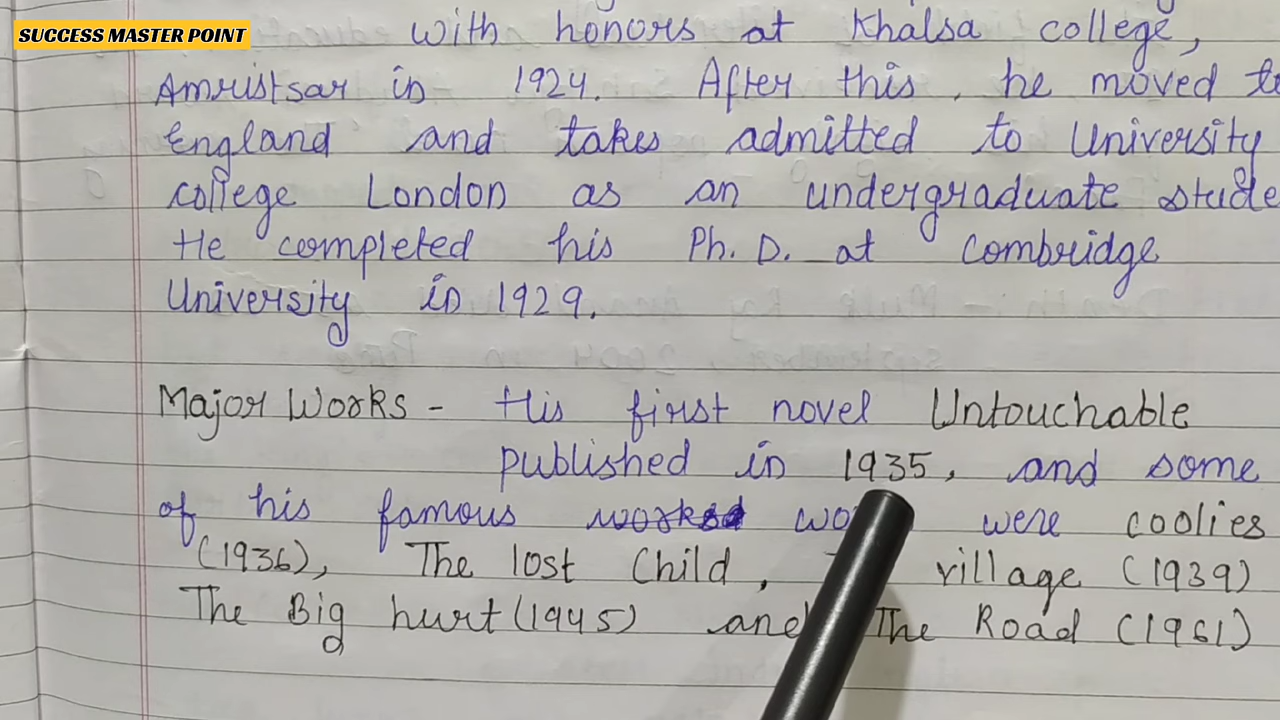 SUCCESS MASTER POINT
with honors at Khalsa college,
Amristsar in 1924. After this, he moved to
England and takes admitted to University
college London as an undergraduate stude
He completed his Ph. D. at Combridge
University in 1929.
Major Works - His first novel Untouchable
published in 1935, and some
of his famous were coolies
(1936), The lost Child, village (1939)
The Big hurt (1945) and The Road (1961)